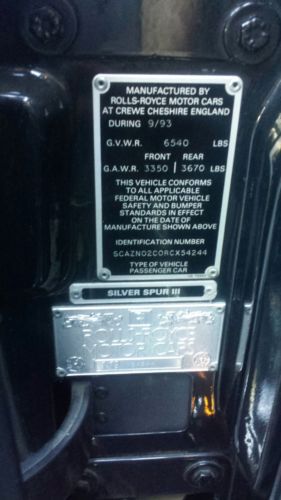 MANUFACTURED BY
ROLLS-ROYCE MOTOR CARS
AT CREWE CHESHIRE ENGLAND
DURING 9/93
G.V.W.R. 6540 LBS
FRONT REAR
G.A.W.R. 3350 3670 LBS
THIS VEHICLE CONFORMS
TO ALL APPLICABLE
FEDERAL MOTOR VEHICLE
SAFETY AND BUMPER
STANDARDS IN EFFECT
ON THE DATE OF
MANUFACTURE SHOWN ABOVE
IDENTIFICATION NUMBER
SCAZN02C0RCX54244
TYPE OF VEHICLE
PASSENGER CAR
SILVER SPUR III